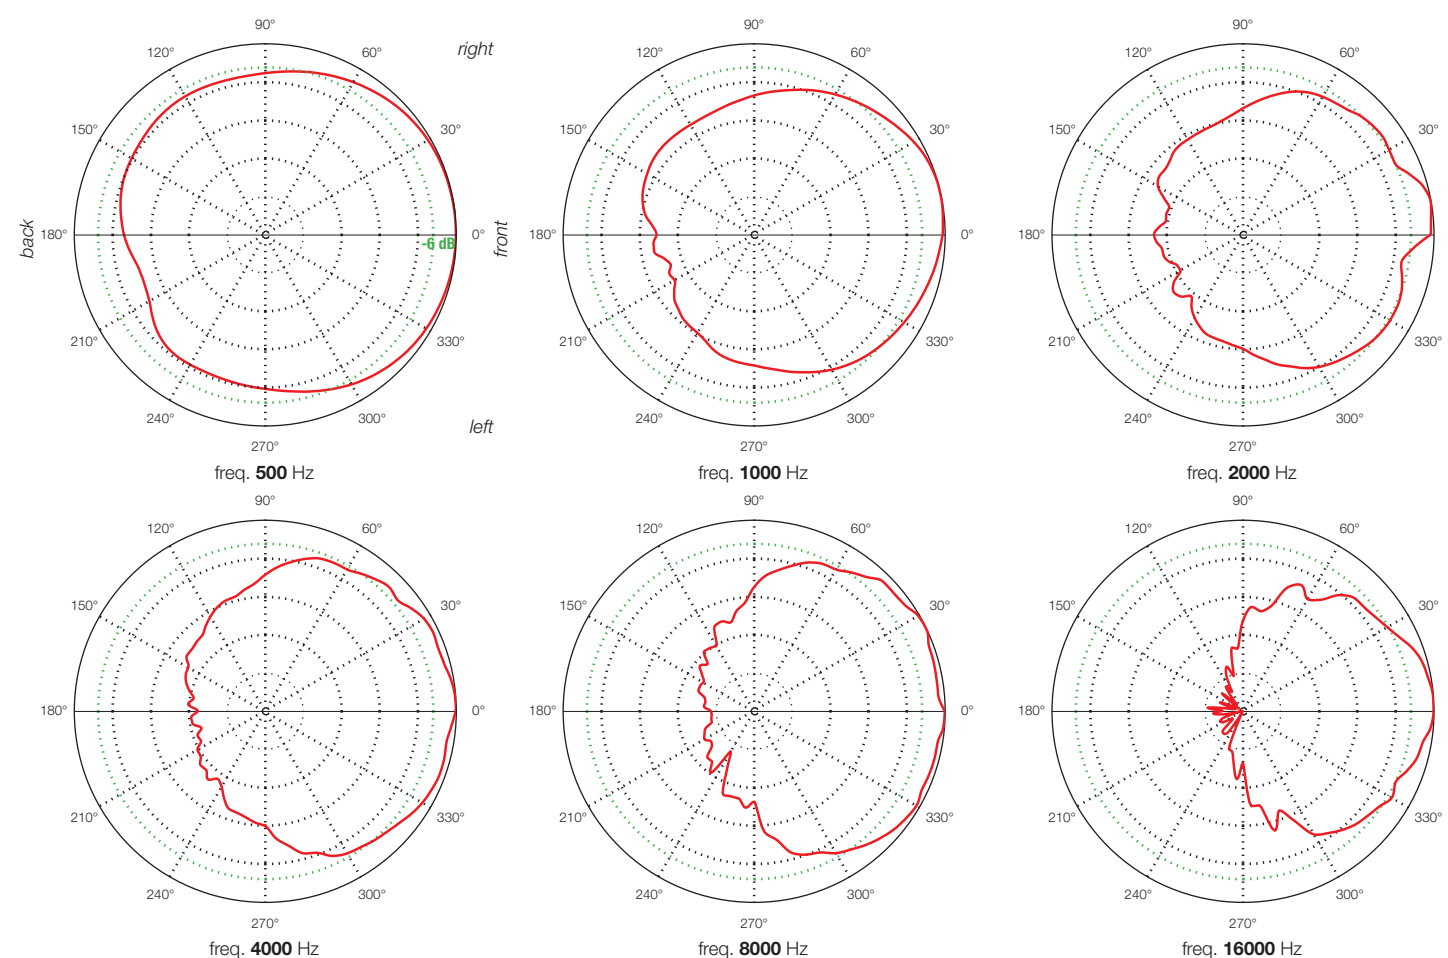 90° 90° 90°
120° 60° right 120° 60° 120° 60°
150° 30° 150° 30° 150° 30°
back 180° -6 dB 0° front 180° 0° 180°
210° 330° 210° 330° 210° 330°
240° 300° left 240° 300° 240° 300°
270° 270° 270°
freq. 500 Hz freq. 1000 Hz freq. 2000 Hz
90° 90° 90°
120° 60° 120° 60° 120° 60°
150° 30° 150° 30° 150° 30°
180° 0° 180° 0° 180°
210° 330° 210° 330° 210° 330°
240° 300° 240° 300° 240° 300°
270° 270° 270°
freq. 4000 Hz freq. 8000 Hz freq. 16000 Hz